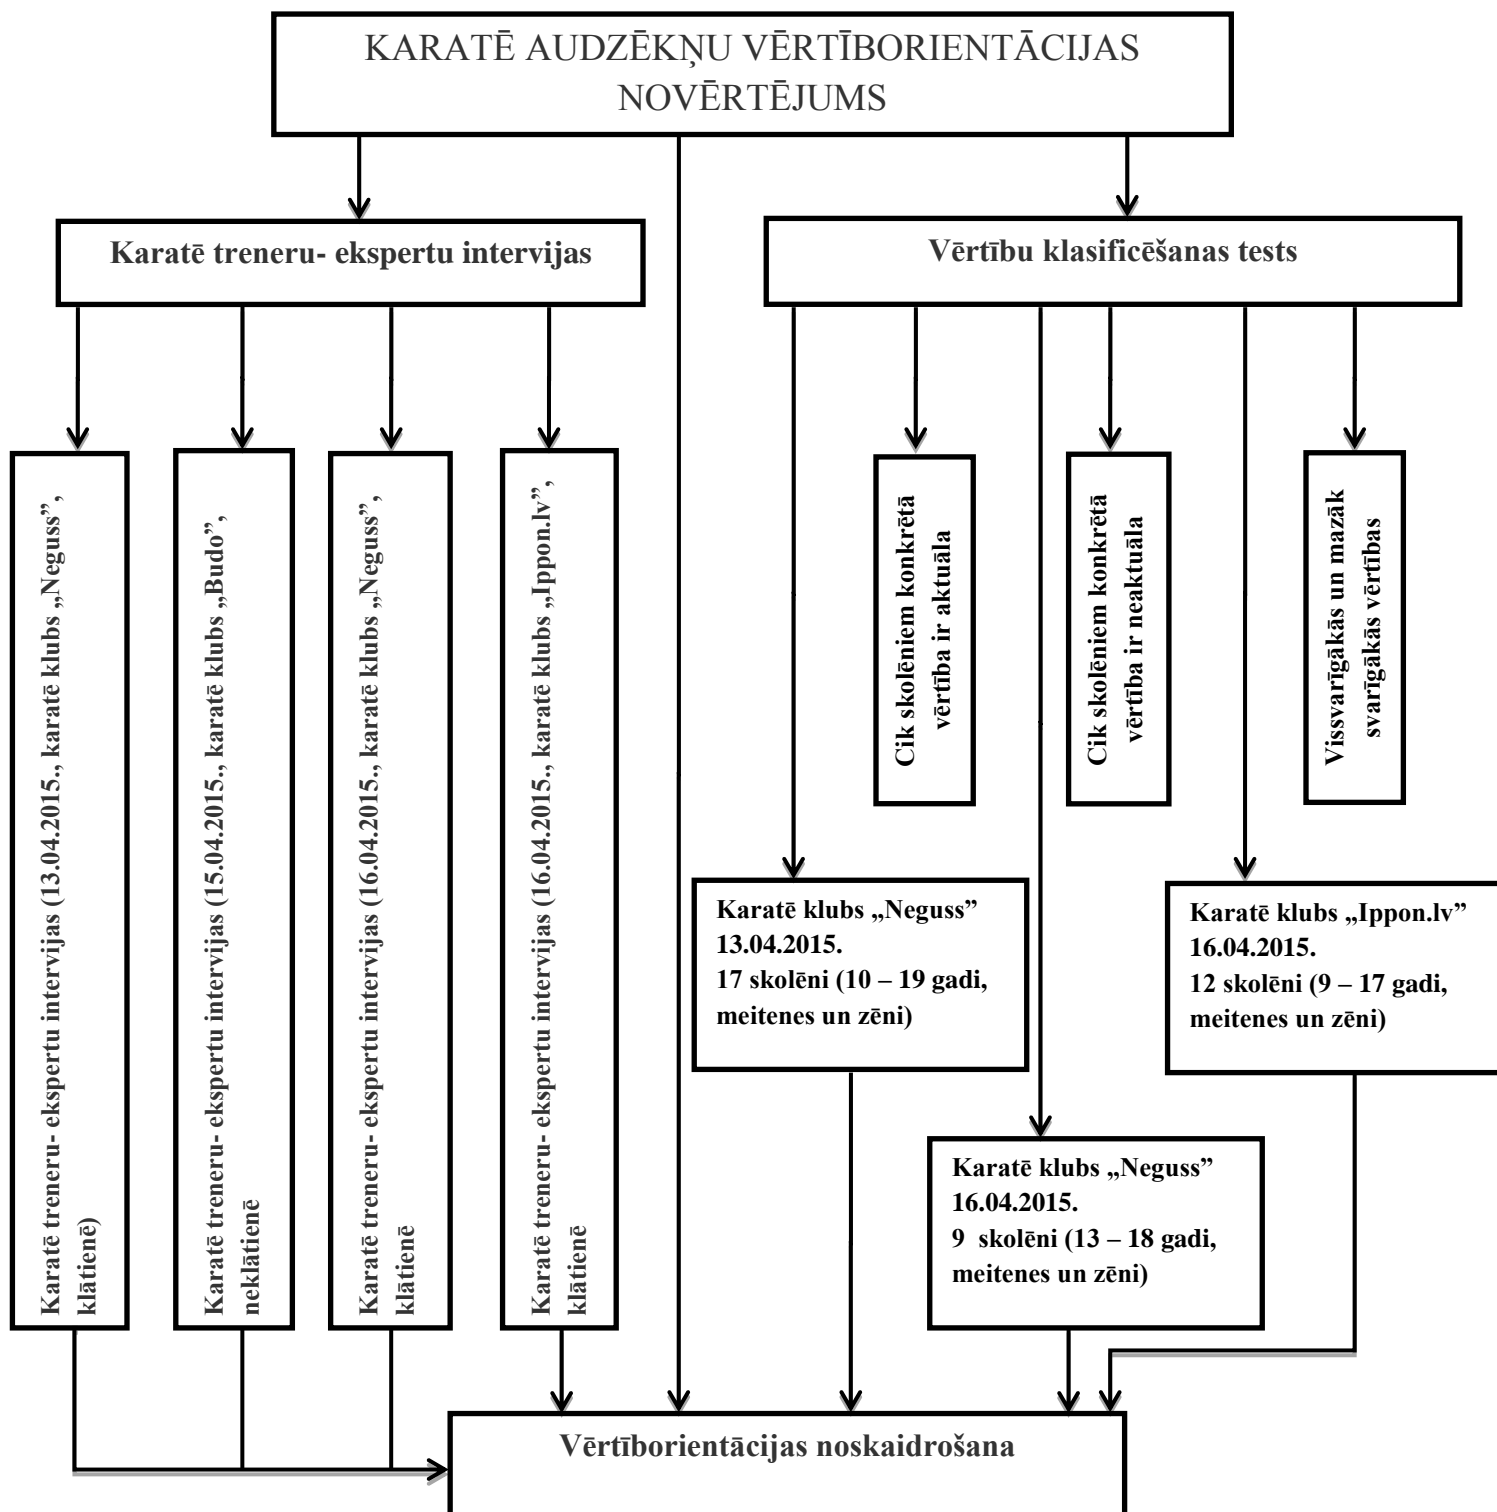 KARATĒ AUDZĒKŅU VĒRTĪBORIENTĀCIJAS
NOVĒRTĒJUMS
Karatē treneru- ekspertu intervijas
Vērtību klasificēšanas tests
Karatē treneru- ekspertu intervijas (13.04.2015., karatē klubs „Neguss”,
klātienē)
Karatē treneru- ekspertu intervijas (15.04.2015., karatē klubs „Budo”,
neklātienē
Karatē treneru- ekspertu intervijas (16.04.2015., karatē klubs „Neguss”,
klātienē
Karatē treneru- ekspertu intervijas (16.04.2015., karatē klubs „Ippon.lv”,
klātienē
Cik skolēniem konkrētā
vērtība ir aktuāla
Cik skolēniem konkrētā
vērtība ir neaktuāla
Vissvarīgākās un mazāk
svarīgākās vērtības
Karatē klubs „Neguss”
13.04.2015.
17 skolēni (10 – 19 gadi,
meitenes un zēni)
Karatē klubs „Ippon.lv”
16.04.2015.
12 skolēni (9 – 17 gadi,
meitenes un zēni)
Karatē klubs „Neguss”
16.04.2015.
9 skolēni (13 – 18 gadi,
meitenes un zēni)
Vērtīborientācijas noskaidrošana